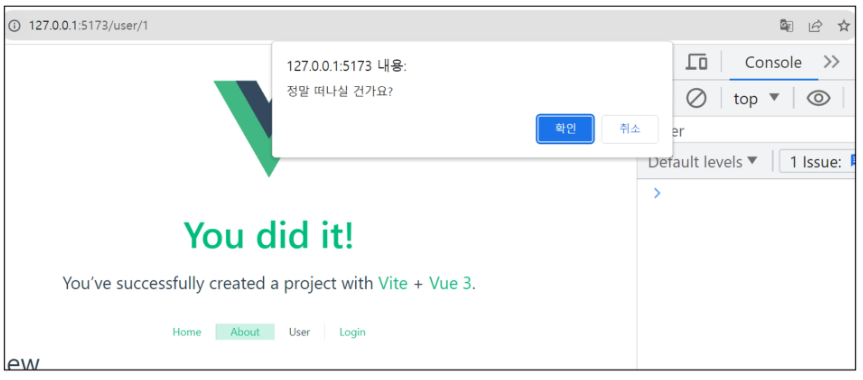 127.0.0.1:5173/user/1
127.0.0.1:5173 내용:
정말 떠나실 건가요?
확인 취소
Console
top
er
Default levels 1 Issue:
You did it!
You've successfully created a project with Vite + Vue 3.
Home About User Login
ew